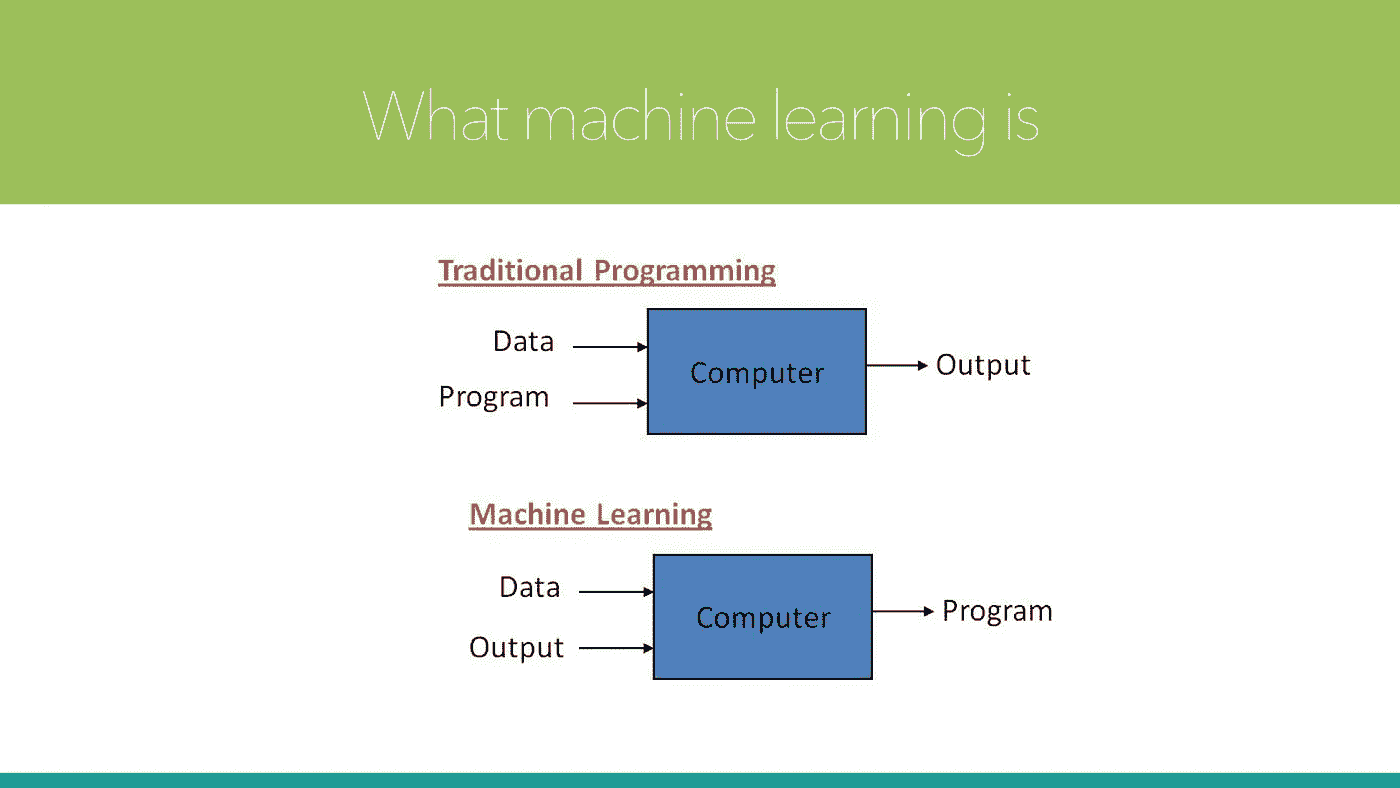 What machine learning is
Traditional Programming
Data
Program
Computer
Output
Machine Learning
Data
Output
Computer
Program